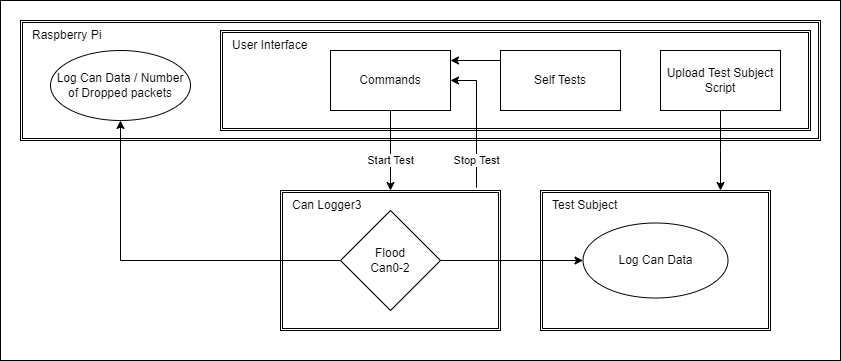 Raspberry Pi
User Interface
Log Can Data / Number
of Dropped packets
Commands
Self Tests
Upload Test Subject
Script
Start Test
Stop Test
Can Logger3
Flood
Can0-2
Test Subject
Log Can Data